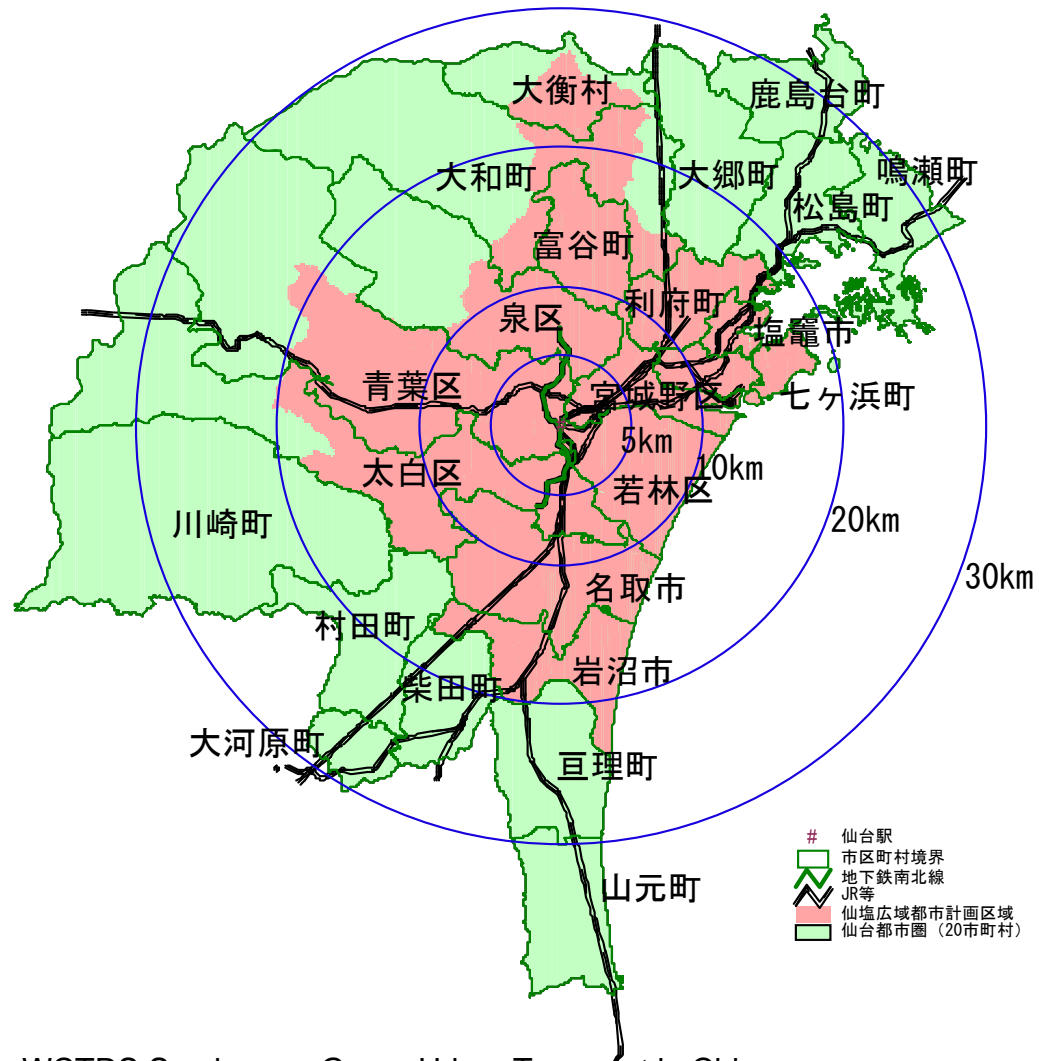 大衡村
鹿島台町
大和町
大郷町
鳴瀬町
松島町
富谷町
利府町
泉区
塩竈市
青葉区
宮城野区
七ヶ浜町
5km
10km
太白区
若林区
川崎町
20km
30km
名取市
村田町
岩沼市
柴田町
大河原町
亘理町
山元町
# 仙台駅
市区町村境界
地下鉄南北線
JR等
仙塩広域都市計画区域
仙台都市圏（20市町村）